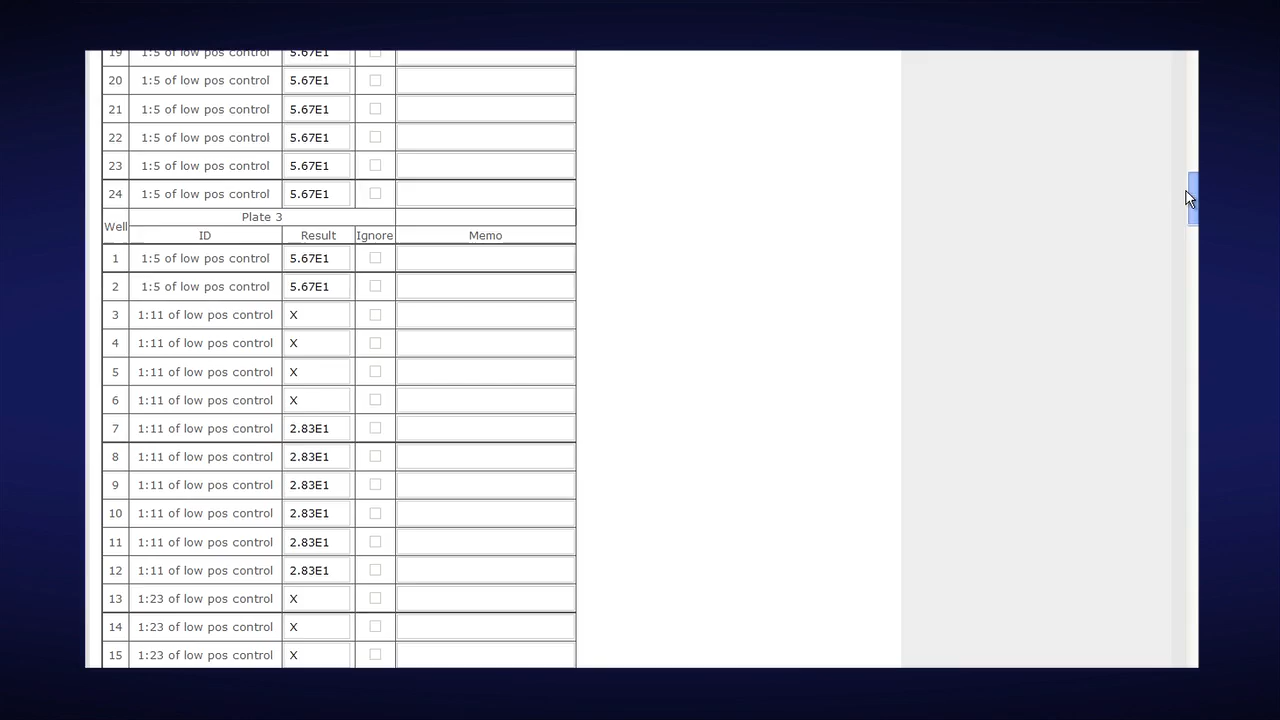 19 1:5 of low pos control 5.67E1
20 1:5 of low pos control 5.67E1
21 1:5 of low pos control 5.67E1
22 1:5 of low pos control 5.67E1
23 1:5 of low pos control 5.67E1
24 1:5 of low pos control 5.67E1
Well Plate 3
ID Result Ignore Memo
1 1:5 of low pos control 5.67E1
2 1:5 of low pos control 5.67E1
3 1:11 of low pos control X
4 1:11 of low pos control X
5 1:11 of low pos control X
6 1:11 of low pos control X
7 1:11 of low pos control 2.83E1
8 1:11 of low pos control 2.83E1
9 1:11 of low pos control 2.83E1
10 1:11 of low pos control 2.83E1
11 1:11 of low pos control 2.83E1
12 1:11 of low pos control 2.83E1
13 1:23 of low pos control X
14 1:23 of low pos control X
15 1:23 of low pos control X